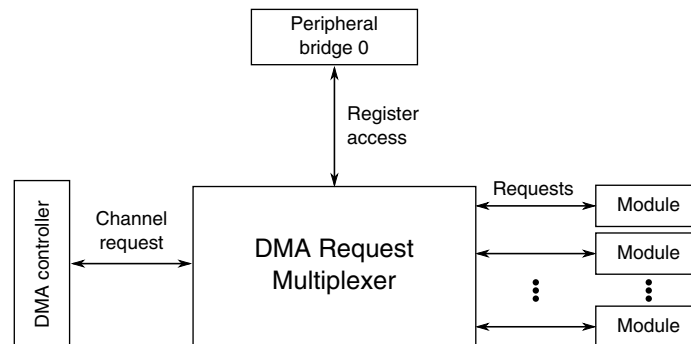 Peripheral
bridge 0
Register
access
DMA controller
Channel
request
DMA Request
Multiplexer
Requests
Module
Module
Module